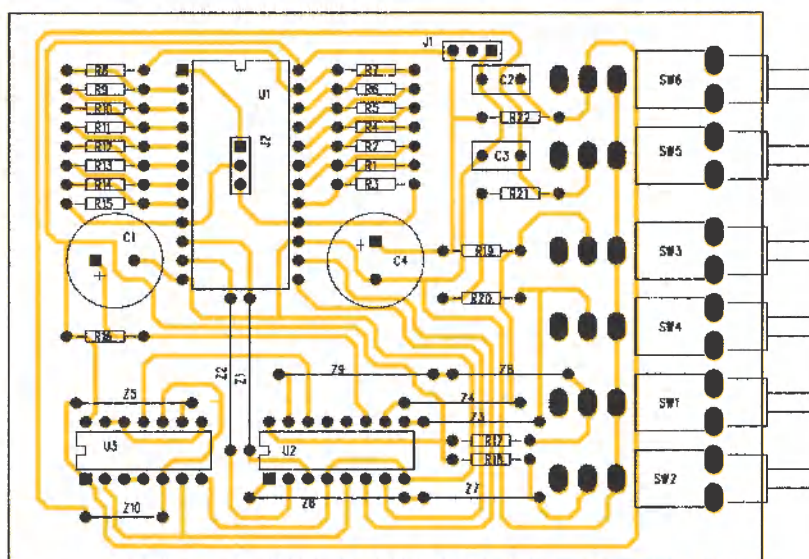 J1
R8
R7
C2
SW6
R9
U1
R6
R10
R5
R22
R11
R4
J2
R12
R2
C3
SW5
R13
R1
R14
R3
R15
R21
C1
+
+
C4
R19
SW3
R20
R16
SW4
Z2
Z1
Z9
Z8
Z5
Z4
Z3
SW1
U3
U2
R17
R18
SW2
Z10
Z6
Z7